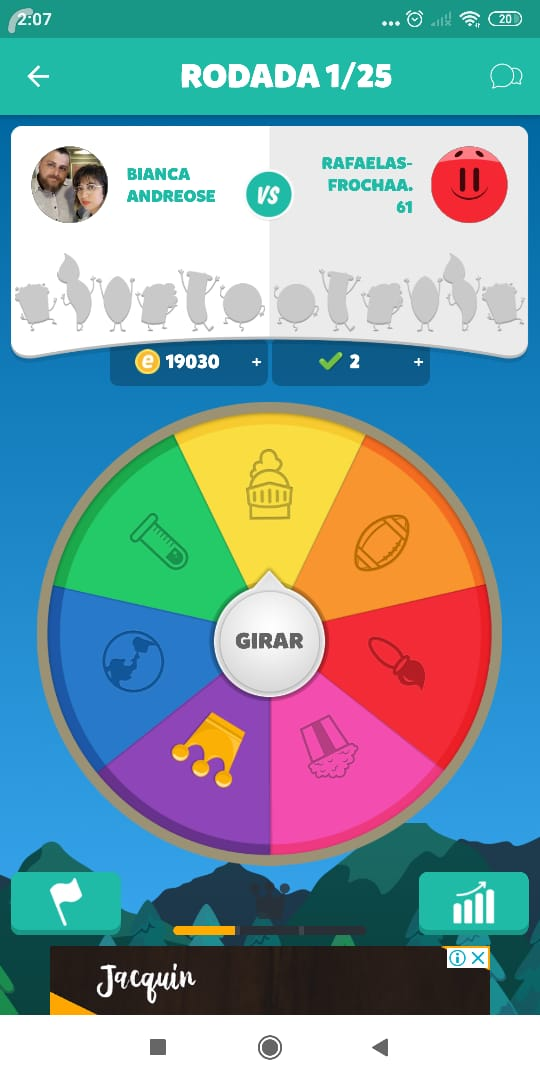 2:07
20
RODADA 1/25
BIANCA
ANDREOSE
VS
RAFAELAS-
FROCHAA.
61
e 19030 +
2 +
GIRAR
Jacquin